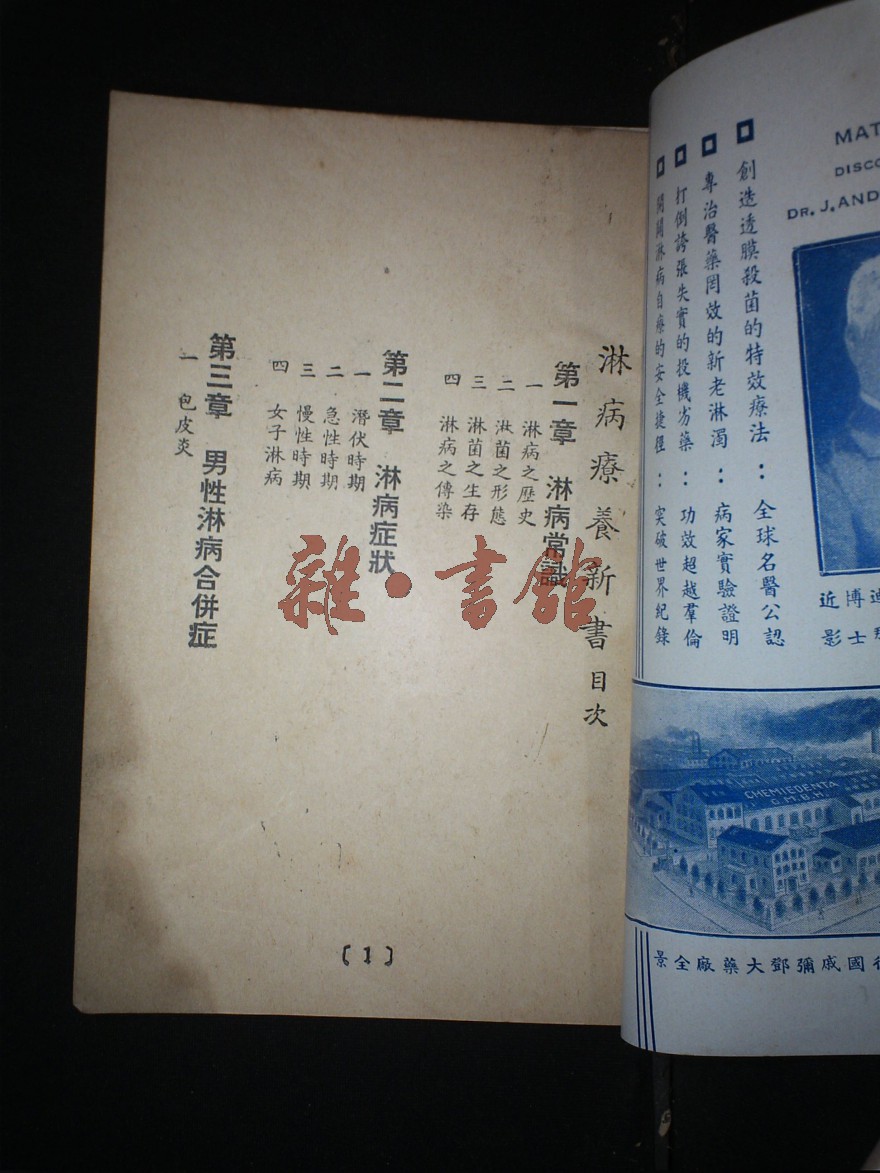 淋病療養新書目次
第一章 淋病常識
一 淋病之歷史
二 淋菌之形態
三 淋菌之生存
四 淋病之傳染
第二章 淋病症狀
一 潛伏時期
二 急性時期
三 慢性時期
四 女子淋病
第三章 男性淋病合併症
一 包皮炎
〔1〕
雜·書館
MAT
DISCO
DR. J. AND
創造透膜殺菌的特效療法：全球名醫公認
專治醫藥罔效的新老淋濁：病家實驗證明
打倒誇張失實的投機劣藥：功效超越羣倫
開闢淋病自療的安全捷徑：突破世界紀錄
博士
近影
CHEMIEDENTA
G.M.B.H.
國戚彌鄧大藥廠全景